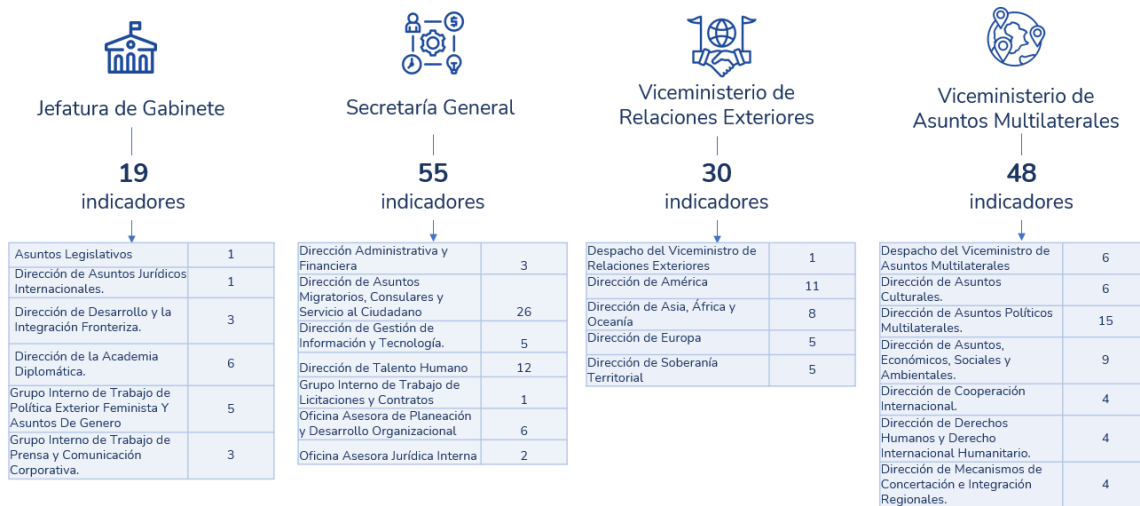 Jefatura de Gabinete
19
indicadores
Asuntos Legislativos 1
Dirección de Asuntos Jurídicos
Internacionales. 1
Dirección de Desarrollo y la
Integración Fronteriza. 3
Dirección de la Academia
Diplomática. 6
Grupo Interno de Trabajo de
Política Exterior Feminista Y
Asuntos De Genero 5
Grupo Interno de Trabajo de
Prensa y Comunicación
Corporativa. 3
Secretaría General
55
indicadores
Dirección Administrativa y
Financiera 3
Dirección de Asuntos
Migratorios, Consulares y
Servicio al Ciudadano 26
Dirección de Gestión de
Información y Tecnología. 5
Dirección de Talento Humano 12
Grupo Interno de Trabajo de
Licitaciones y Contratos 1
Oficina Asesora de Planeación
y Desarrollo Organizacional 6
Oficina Asesora Jurídica Interna 2
Viceministerio de
Relaciones Exteriores
30
indicadores
Despacho del Viceministro de
Relaciones Exteriores 1
Dirección de América 11
Dirección de Asia, África y
Oceanía 8
Dirección de Europa 5
Dirección de Soberanía
Territorial 5
Viceministerio de
Asuntos Multilaterales
48
indicadores
Despacho del Viceministro de
Asuntos Multilaterales 6
Dirección de Asuntos
Culturales. 6
Dirección de Asuntos Políticos
Multilaterales. 15
Dirección de Asuntos,
Económicos, Sociales y
Ambientales. 9
Dirección de Cooperación
Internacional. 4
Dirección de Derechos
Humanos y Derecho
Internacional Humanitario. 4
Dirección de Mecanismos de
Concertación e Integración
Regionales. 4